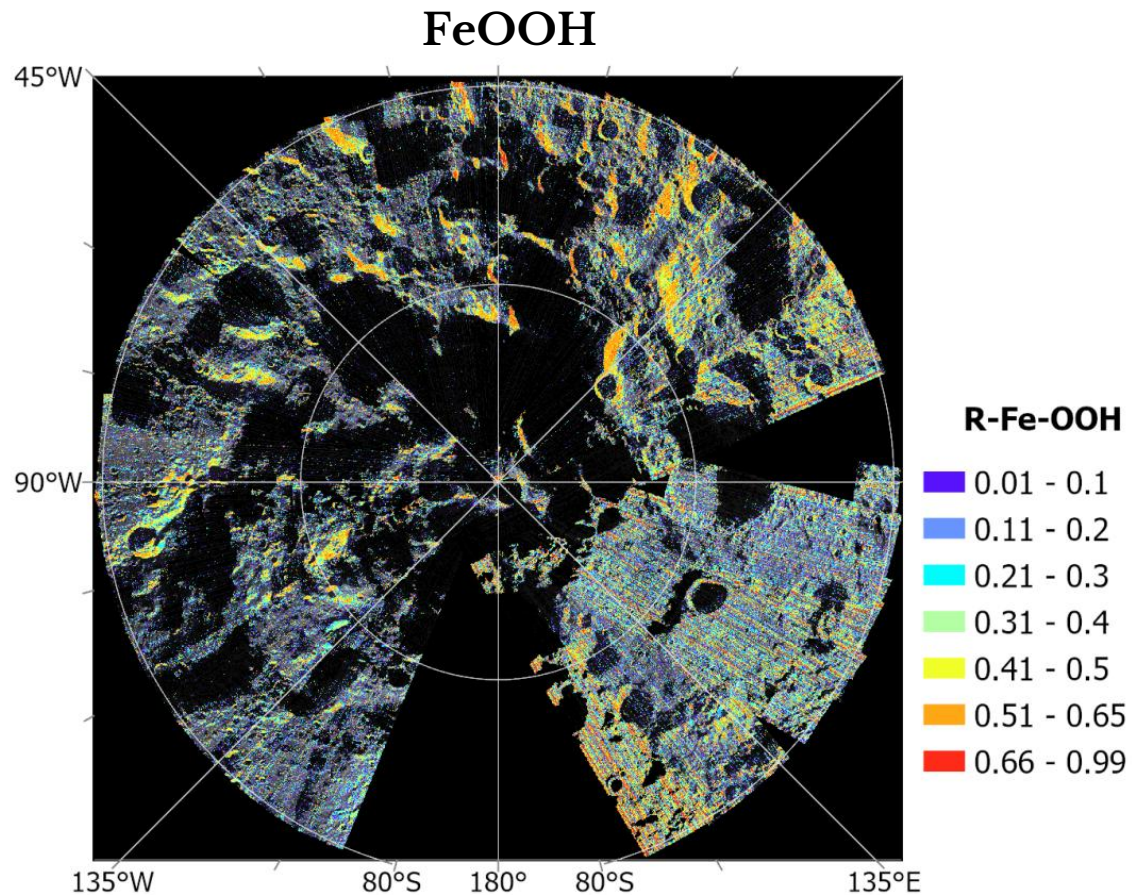 FeOOH
45°W
90°W
135°W
80°S
180°
80°S
135°E
R-Fe-OOH
0.01 - 0.1
0.11 - 0.2
0.21 - 0.3
0.31 - 0.4
0.41 - 0.5
0.51 - 0.65
0.66 - 0.99